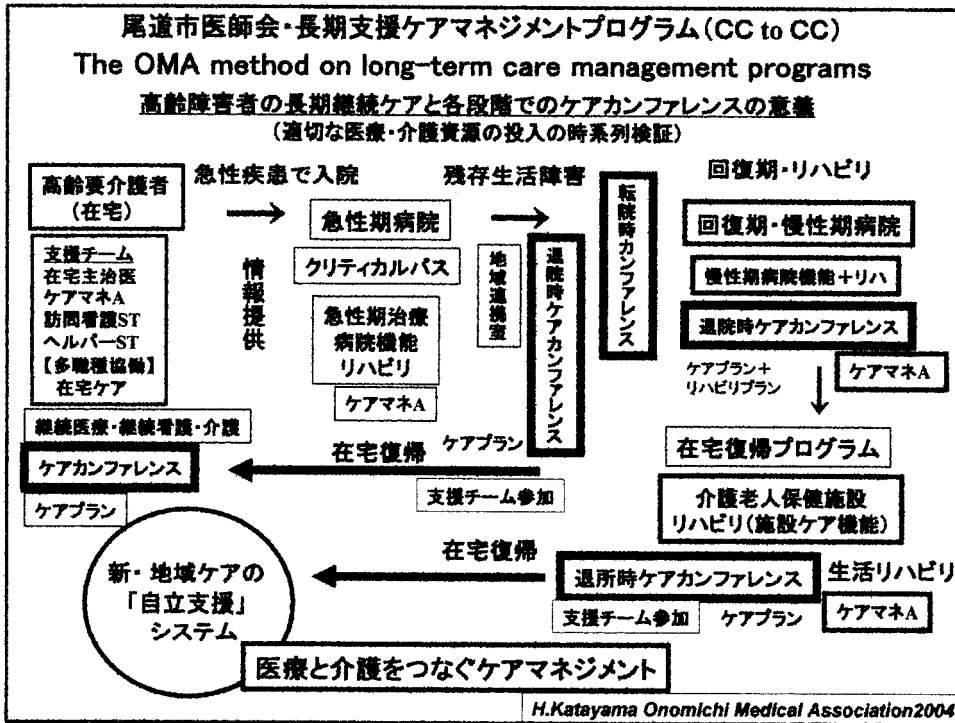 尾道市医師会・長期支援ケアマネジメントプログラム(CC to CC)
The OMA method on long-term care management programs
高齢障害者の長期継続ケアと各段階でのケアカンファレンスの意義
(適切な医療・介護資源の投入の時系列検証)
高齢要介護者
(在宅)
支援チーム
在宅主治医
ケアマネA
訪問看護ST
ヘルパーST
【多職種協働】
在宅ケア
継続医療・継続看護・介護
ケアカンファレンス
ケアプラン
急性疾患で入院
情報提供
急性期病院
クリティカルパス
急性期治療
病院機能
リハビリ
ケアマネA
残存生活障害
地域連携室
退院時ケアカンファレンス
ケアプラン
在宅復帰
支援チーム参加
転院時カンファレンス
回復期・リハビリ
回復期・慢性期病院
慢性期病院機能+リハ
退院時ケアカンファレンス
ケアプラン+
リハビリプラン
ケアマネA
在宅復帰プログラム
介護老人保健施設
リハビリ(施設ケア機能)
生活リハビリ
退所時ケアカンファレンス
支援チーム参加
ケアプラン
ケアマネA
在宅復帰
新・地域ケアの
「自立支援」
システム
医療と介護をつなぐケアマネジメント
H.Katayama Onomichi Medical Association2004